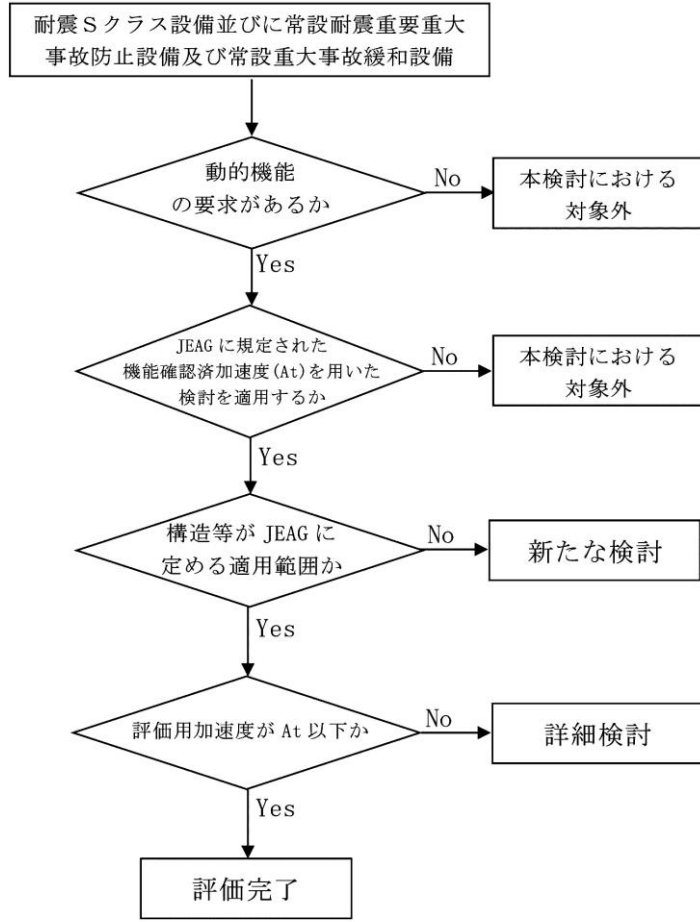 耐震Sクラス設備並びに常設耐震重要重大
事故防止設備及び常設重大事故緩和設備
動的機能
の要求があるか
No
本検討における
対象外
Yes
JEAGに規定された
機能確認済加速度(At)を用いた
検討を適用するか
No
本検討における
対象外
Yes
構造等が JEAG に
定める適用範囲か
No
新たな検討
Yes
評価用加速度が At 以下か
No
詳細検討
Yes
評価完了